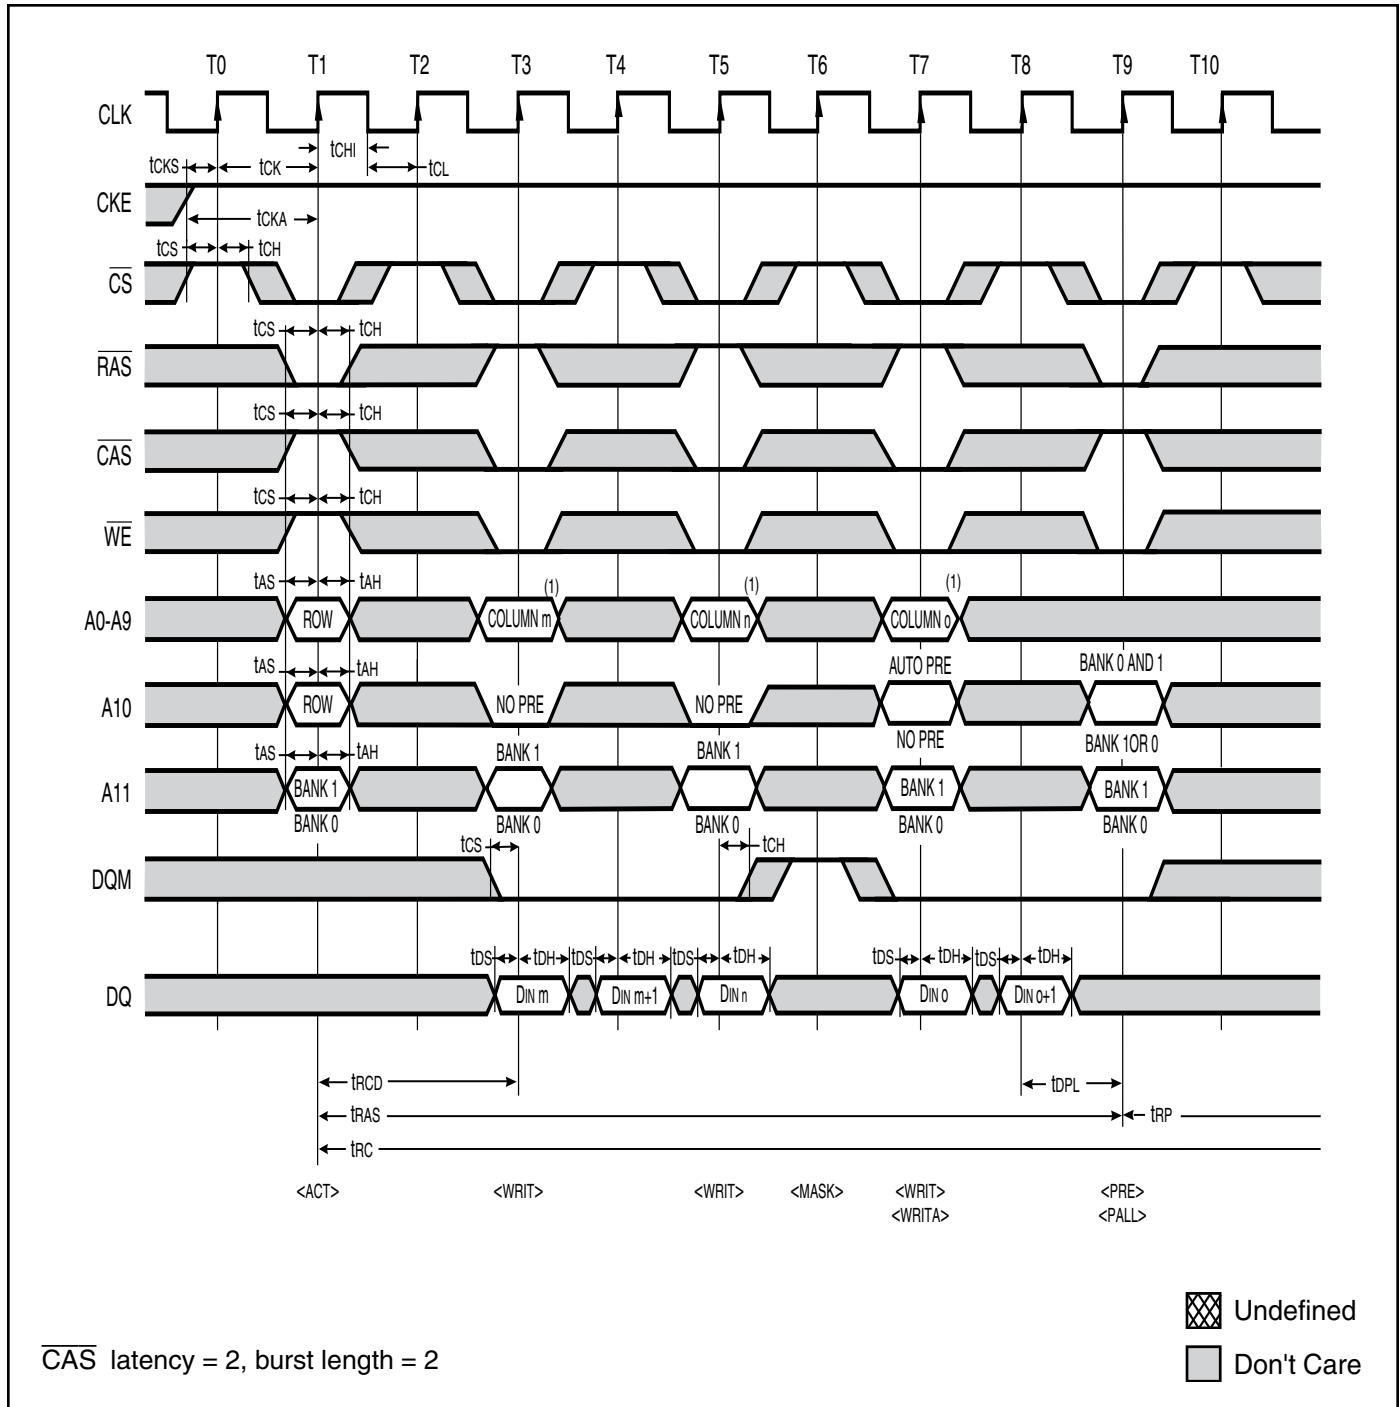 T0 T1 T2 T3 T4 T5 T6 T7 T8 T9 T10
CLK
tCHI
tCKS tCK tCL
CKE
tCKA
tCS tCH
CS
tCS tCH
RAS
tCS tCH
CAS
tCS tCH
WE
tAS tAH (1) (1) (1)
A0-A9 ROW COLUMN m COLUMN n COLUMN o
tAS tAH AUTO PRE BANK 0 AND 1
A10 ROW NO PRE NO PRE
NO PRE BANK 1OR 0
tAS tAH BANK 1 BANK 1
A11 BANK 1 BANK 1 BANK 1
BANK 0 BANK 0 BANK 0 BANK 0 BANK 0
tCS tCH
DQM
tDS tDH tDS tDH tDS tDH tDS tDH tDS tDH
DQ DIN m DIN m+1 DIN n DIN o DIN o+1
tRCD tDPL
tRAS tRP
tRC
<ACT> <WRIT> <WRIT> <MASK> <WRIT> <PRE>
<WRITA> <PALL>
Undefined
CAS latency = 2, burst length = 2
Don't Care